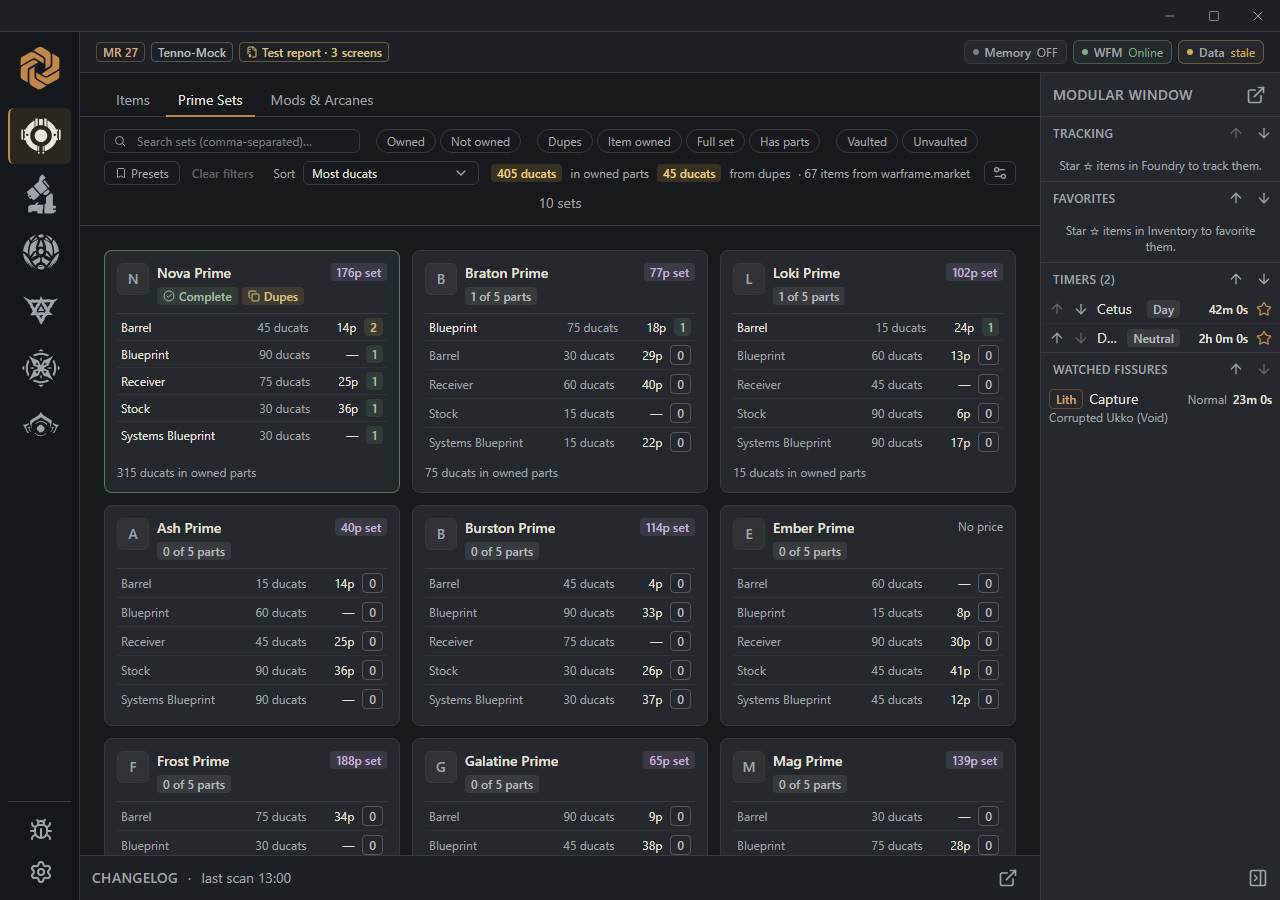 MR 27 Tenno-Mock Test report · 3 screens Memory OFF WFM Online Data stale
Items Prime Sets Mods & Arcanes
Search sets (comma-separated)... Owned Not owned Dupes Item owned Full set Has parts Vaulted Unvaulted
Presets Clear filters Sort Most ducats 405 ducats in owned parts 45 ducats from dupes · 67 items from warframe.market
10 sets
N Nova Prime 176p set
Complete Dupes
Barrel 45 ducats 14p 2
Blueprint 90 ducats — 1
Receiver 75 ducats 25p 1
Stock 30 ducats 36p 1
Systems Blueprint 30 ducats — 1
315 ducats in owned parts
B Braton Prime 77p set
1 of 5 parts
Blueprint 75 ducats 18p 1
Barrel 30 ducats 29p 0
Receiver 60 ducats 40p 0
Stock 15 ducats — 0
Systems Blueprint 15 ducats 22p 0
75 ducats in owned parts
L Loki Prime 102p set
1 of 5 parts
Barrel 15 ducats 24p 1
Blueprint 60 ducats 13p 0
Receiver 45 ducats — 0
Stock 90 ducats 6p 0
Systems Blueprint 90 ducats 17p 0
15 ducats in owned parts
A Ash Prime 40p set
0 of 5 parts
Barrel 15 ducats 14p 0
Blueprint 60 ducats — 0
Receiver 45 ducats 25p 0
Stock 90 ducats 36p 0
Systems Blueprint 90 ducats — 0
B Burston Prime 114p set
0 of 5 parts
Barrel 45 ducats 4p 0
Blueprint 90 ducats 33p 0
Receiver 75 ducats — 0
Stock 30 ducats 26p 0
Systems Blueprint 30 ducats 37p 0
E Ember Prime No price
0 of 5 parts
Barrel 60 ducats — 0
Blueprint 15 ducats 8p 0
Receiver 90 ducats 30p 0
Stock 45 ducats 41p 0
Systems Blueprint 45 ducats 12p 0
F Frost Prime 188p set
0 of 5 parts
Barrel 75 ducats 34p 0
Blueprint 30 ducats — 0
G Galatine Prime 65p set
0 of 5 parts
Barrel 90 ducats 9p 0
Blueprint 45 ducats 38p 0
M Mag Prime 139p set
0 of 5 parts
Barrel 30 ducats — 0
Blueprint 75 ducats 28p 0
CHANGELOG · last scan 13:00
MODULAR WINDOW
TRACKING
Star ☆ items in Foundry to track them.
FAVORITES
Star ☆ items in Inventory to favorite
them.
TIMERS (2)
Cetus Day 42m 0s
D... Neutral 2h 0m 0s
WATCHED FISSURES
Lith Capture Normal 23m 0s
Corrupted Ukko (Void)